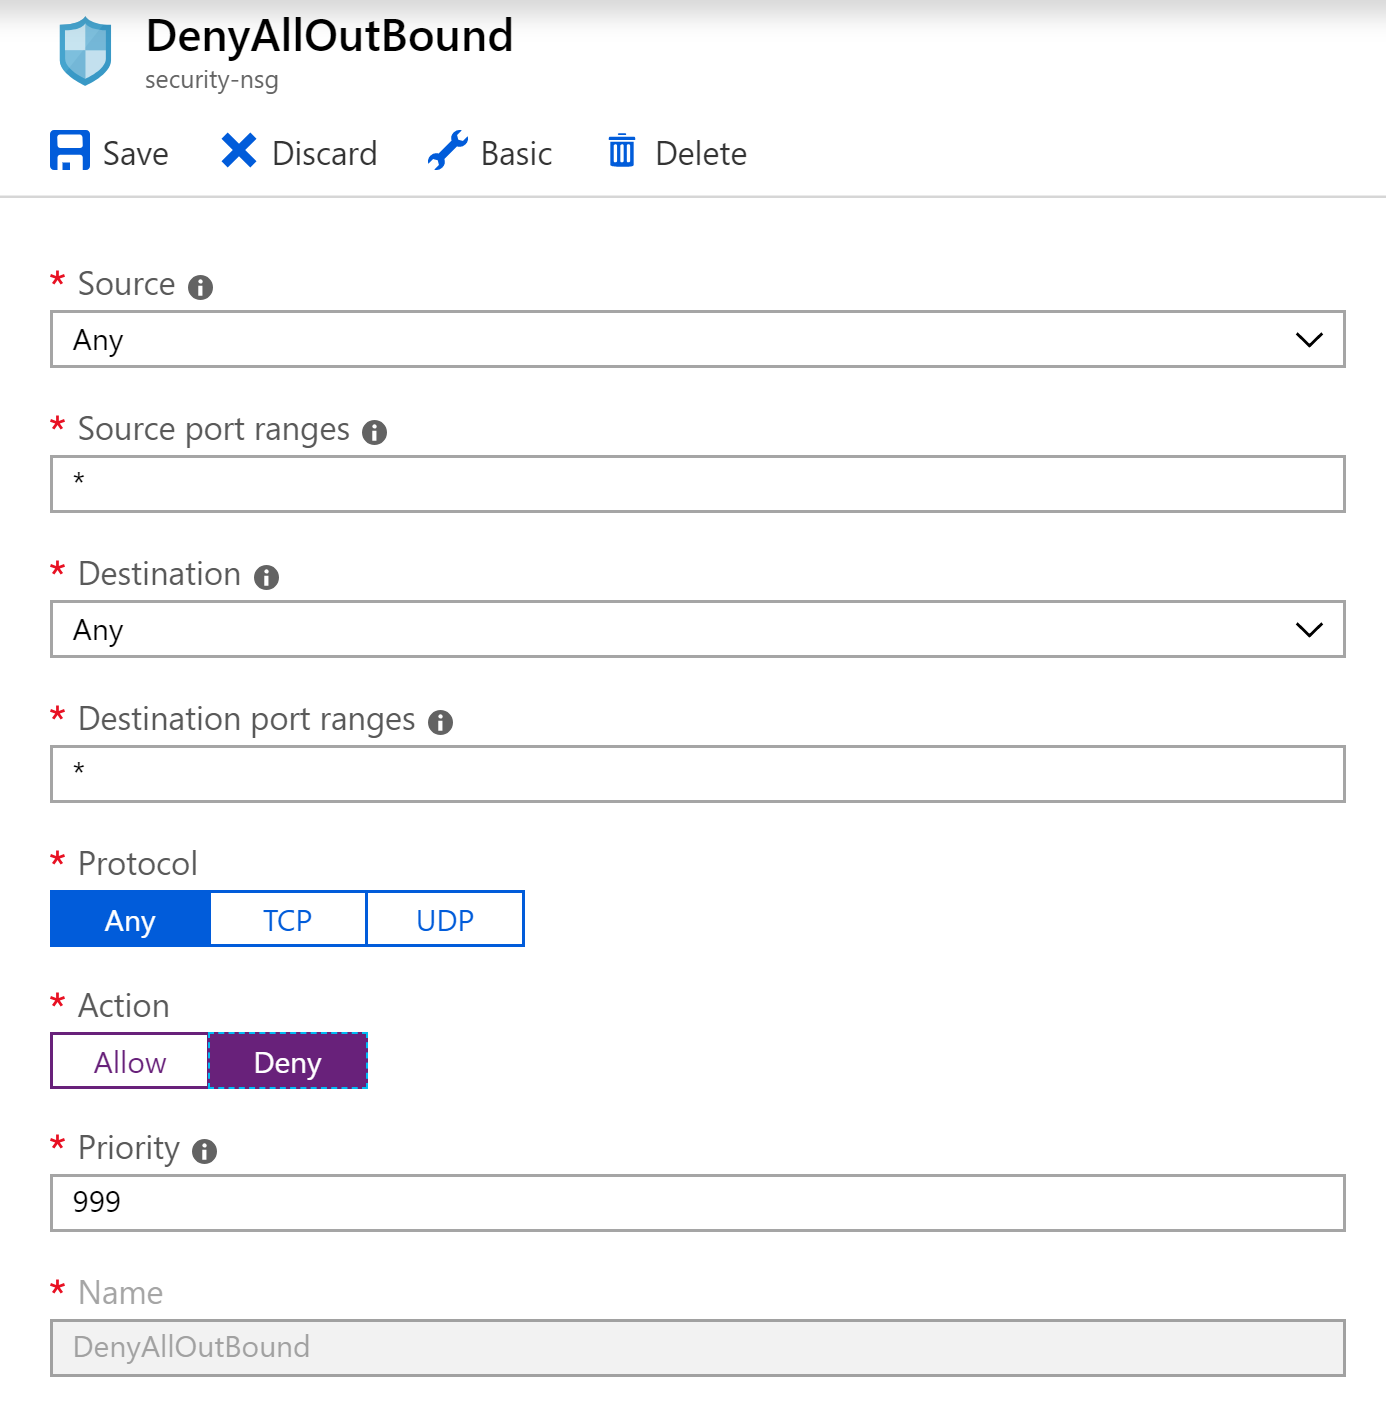 DenyAllOutBound
security-nsg
Save Discard Basic Delete
* Source
Any
* Source port ranges
*
* Destination
Any
* Destination port ranges
*
* Protocol
Any TCP UDP
* Action
Allow Deny
* Priority
999
* Name
DenyAllOutBound